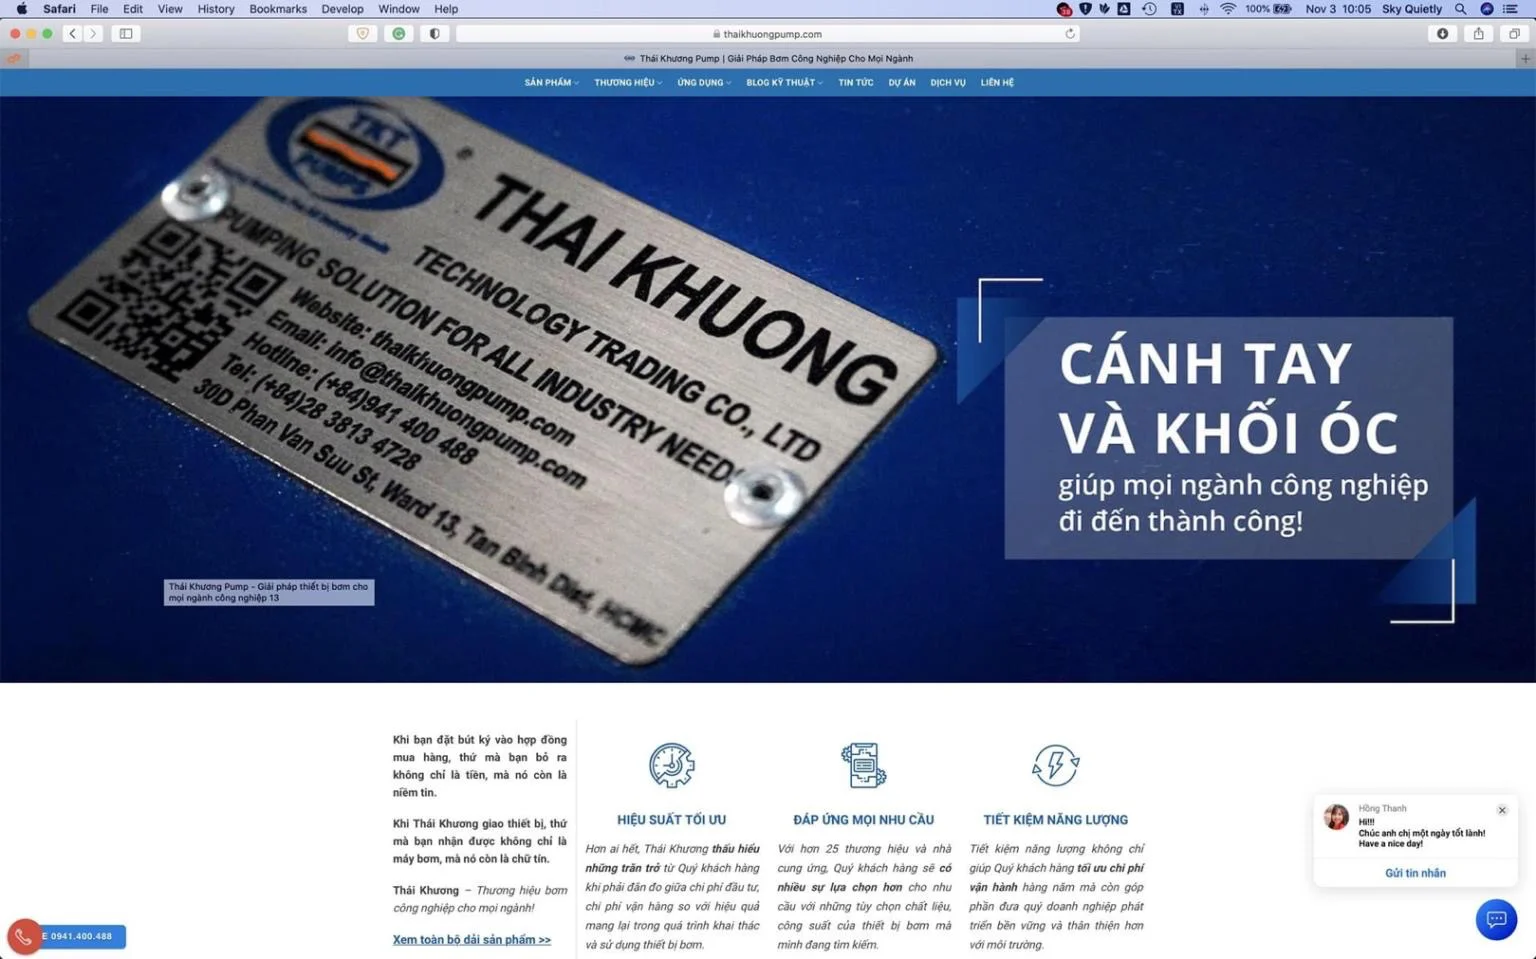 Safari File Edit View History Bookmarks Develop Window Help
38
100%
Nov 3 10:05 Sky Quietly
thaikhuongpump.com
Thái Khương Pump | Giải Pháp Bơm Công Nghiệp Cho Mọi Ngành
SẢN PHẨM THƯƠNG HIỆU ỨNG DỤNG BLOG KỸ THUẬT TIN TỨC DỰ ÁN DỊCH VỤ LIÊN HỆ
TKT
PUMPS
THAI KHUONG
TECHNOLOGY TRADING CO., LTD
PUMPING SOLUTION FOR ALL INDUSTRY NEED
Website: thaikhuongpump.com
Email: info@thaikhuongpump.com
Hotline: (+84)941 400 488
Tel: (+84)28 3813 4728
30D Phan Van Suu St, Ward 13, Tan Binh Dist, HCMC
CÁNH TAY
VÀ KHỐI ÓC
giúp mọi ngành công nghiệp
đi đến thành công!
Thái Khương Pump - Giải pháp thiết bị bơm cho
mọi ngành công nghiệp 13
Khi bạn đặt bút ký vào hợp đồng
mua hàng, thứ mà bạn bỏ ra
không chỉ là tiền, mà nó còn là
niềm tin.
Khi Thái Khương giao thiết bị, thứ
mà bạn nhận được không chỉ là
máy bơm, mà nó còn là chữ tín.
Thái Khương – Thương hiệu bơm
công nghiệp cho mọi ngành!
Xem toàn bộ dải sản phẩm >>
HIỆU SUẤT TỐI ƯU
Hơn ai hết, Thái Khương thấu hiểu
những trăn trở từ Quý khách hàng
khi phải đắn đo giữa chi phí đầu tư,
chi phí vận hành so với hiệu quả
mang lại trong quá trình khai thác
và sử dụng thiết bị bơm.
ĐÁP ỨNG MỌI NHU CẦU
Với hơn 25 thương hiệu và nhà
cung ứng, Quý khách hàng sẽ có
nhiều sự lựa chọn hơn cho nhu
cầu với những tùy chọn chất liệu,
công suất của thiết bị bơm mà
mình đang tìm kiếm.
TIẾT KIỆM NĂNG LƯỢNG
Tiết kiệm năng lượng không chỉ
giúp Quý khách hàng tối ưu chi phí
vận hành hàng năm mà còn góp
phần đưa quý doanh nghiệp phát
triển bền vững và thân thiện hơn
với môi trường.
Hồng Thanh
Hi!!!
Chúc anh chị một ngày tốt lành!
Have a nice day!
Gửi tin nhắn
E 0941.400.488